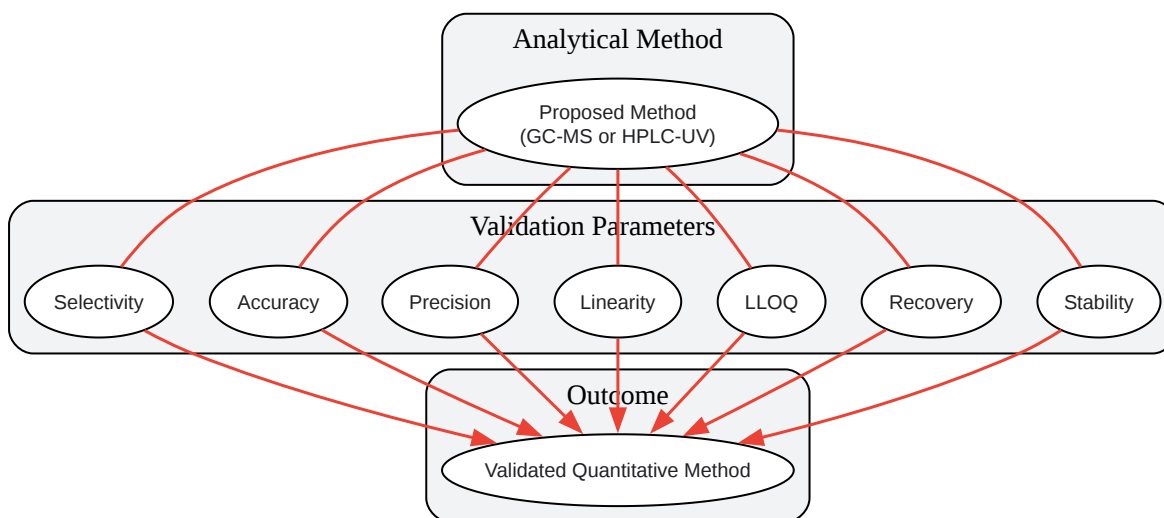 Analytical Method
Proposed Method
(GC-MS or HPLC-UV)
Validation Parameters
Selectivity
Accuracy
Precision
Linearity
LLOQ
Recovery
Stability
Outcome
Validated Quantitative Method